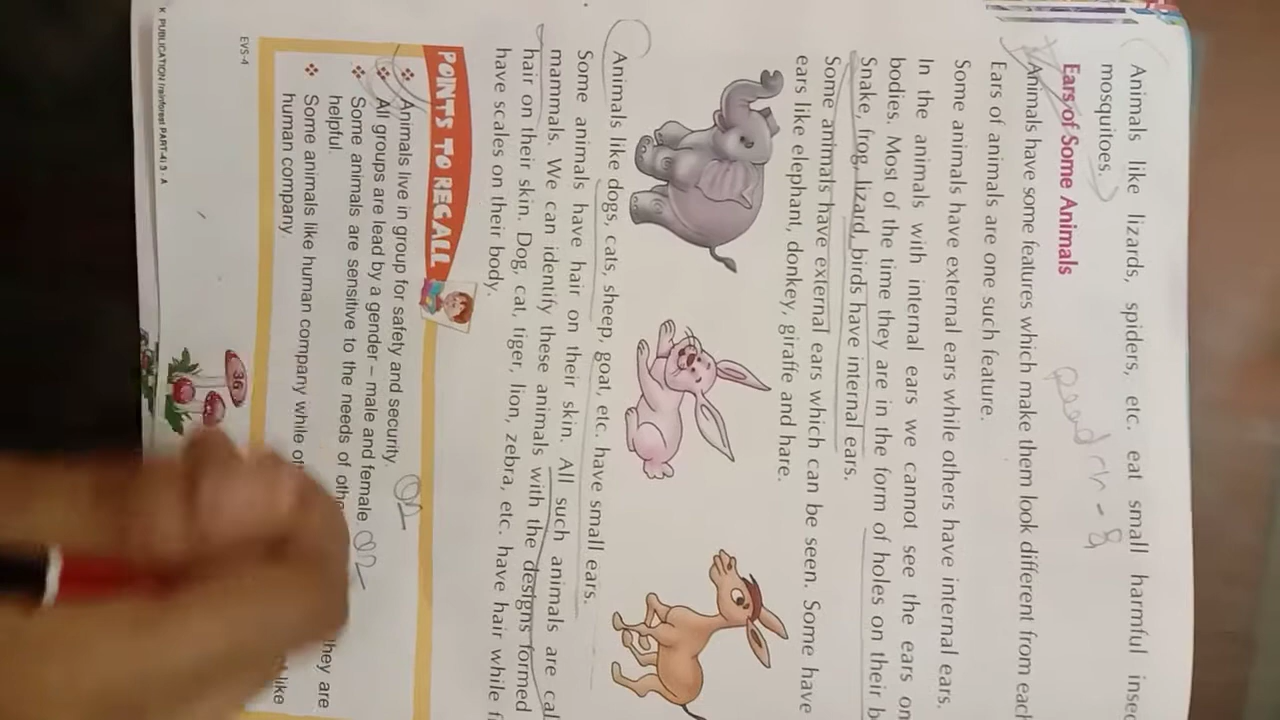 Animals like lizards, spiders, etc. eat small harmful
mosquitoes.
Ears of Some Animals
Animals have some features which make them look different from each
Ears of animals are one such feature.
Some animals have external ears while others have internal ears.
In the animals with internal ears we cannot see the ears on
bodies. Most of the time they are in the form of holes on their
Snake, frog, lizard, birds have internal ears.
Some animals have external ears which can be seen. Some have
ears like elephant, donkey, giraffe and hare.
Animals like dogs, cats, sheep, goat, etc. have small ears.
Some animals have hair on their skin. All such animals are
mammals. We can identify these animals with the designs formed
hair on their skin. Dog, cat, tiger, lion, zebra, etc. have hair while
have scales on their body.
POINTS TO RECALL
Animals live in group for safety and security.
All groups are lead by a gender – male and female.
Some animals are sensitive to the needs of they are
helpful.
Some animals like human company while like
human company.
36
EVS-4
K PUBLICATION (rainforest PART-4) 3 - A